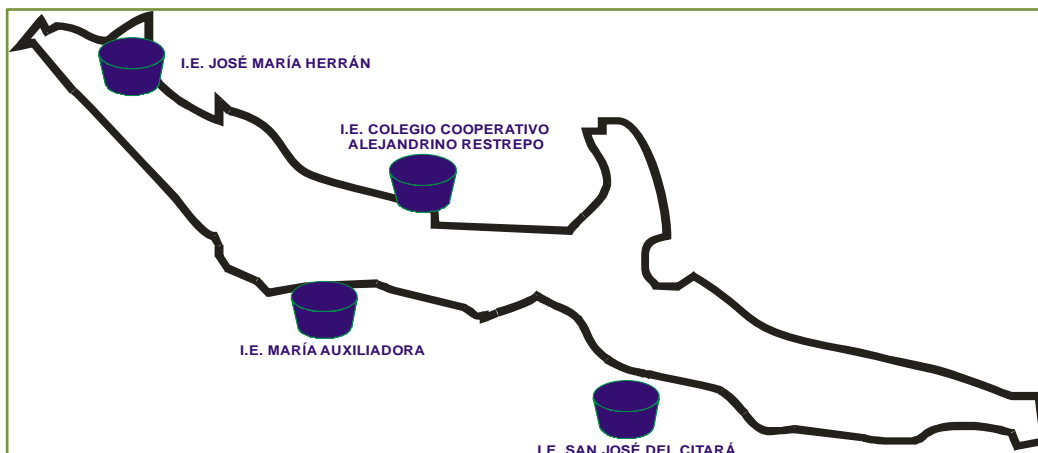 I.E. JOSÉ MARÍA HERRÁN
I.E. COLEGIO COOPERATIVO
ALEJANDRINO RESTREPO
I.E. MARÍA AUXILIADORA
I.E. SAN JOSÉ DEL CITARÁ